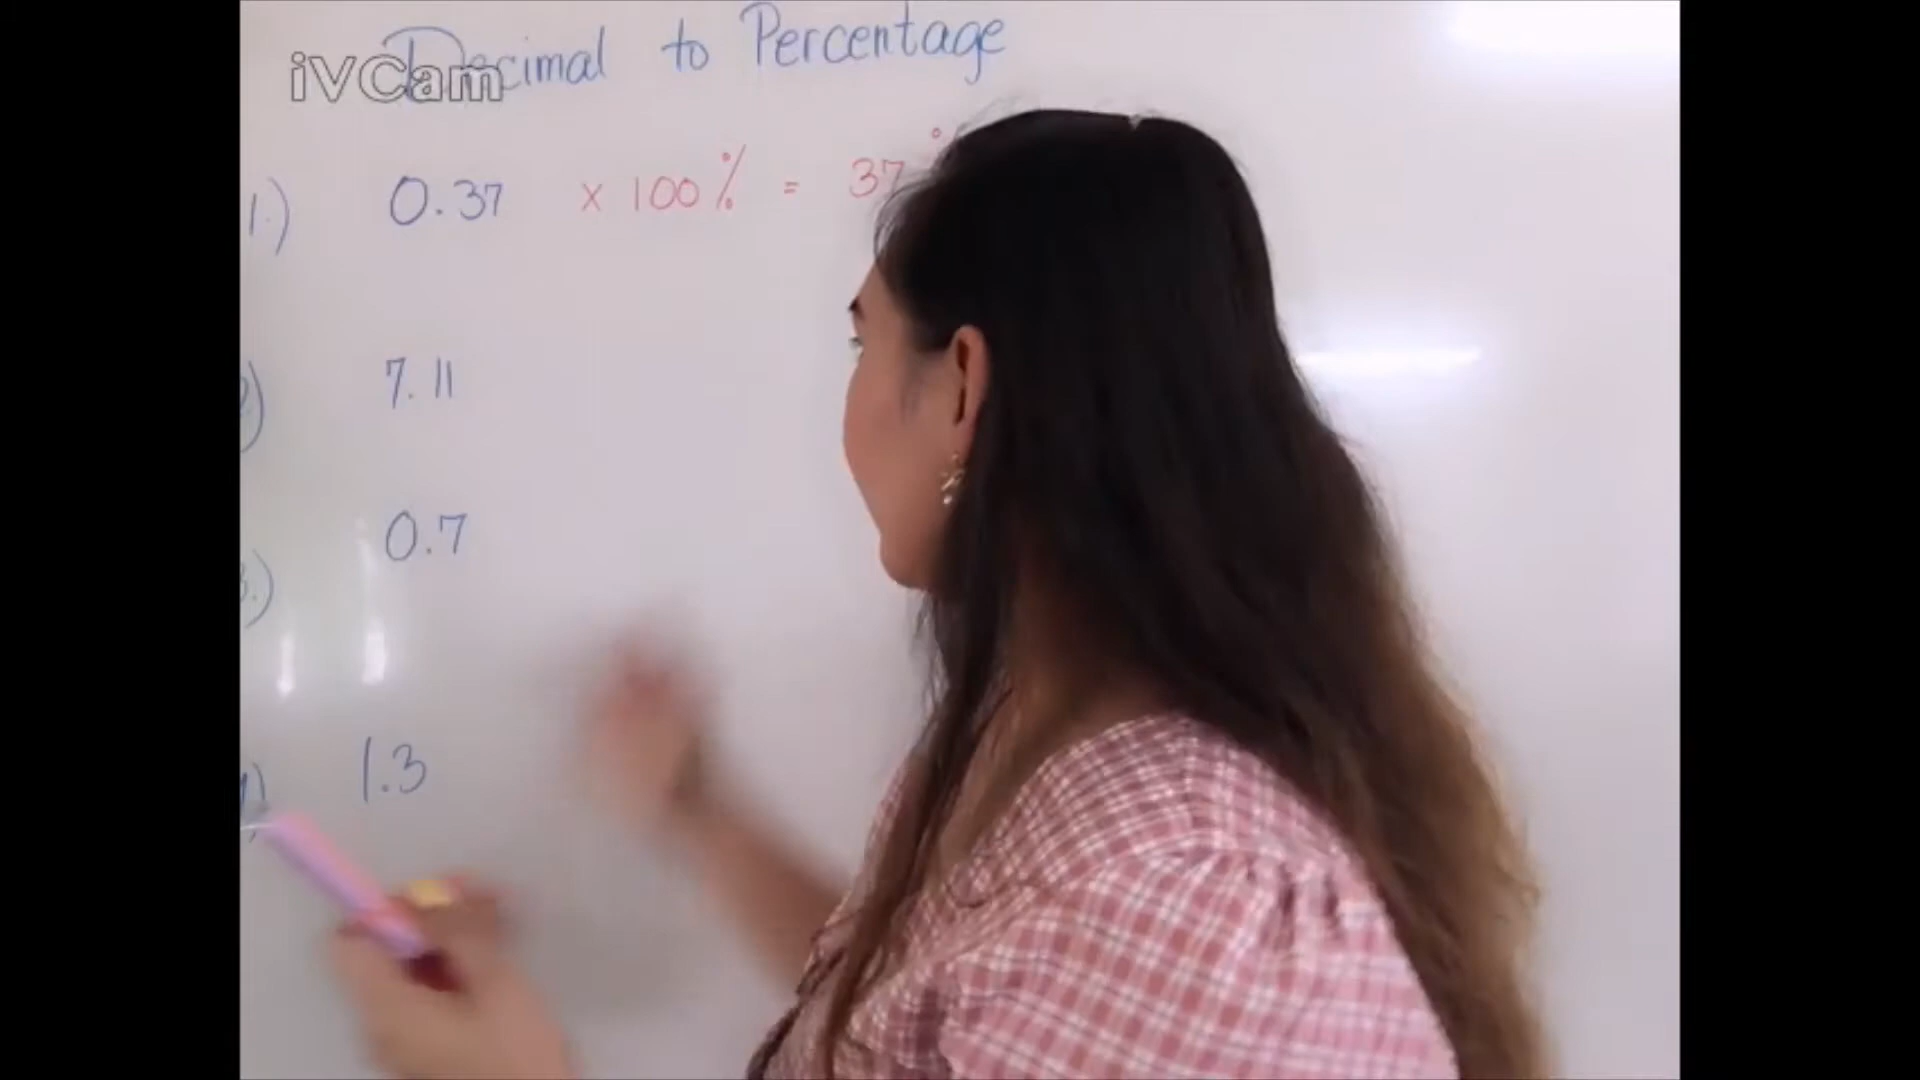 Decimal to Percentage
iVCam
1.) 0.37 x 100% = 37
2) 7.11
3.) 0.7
4) 1.3